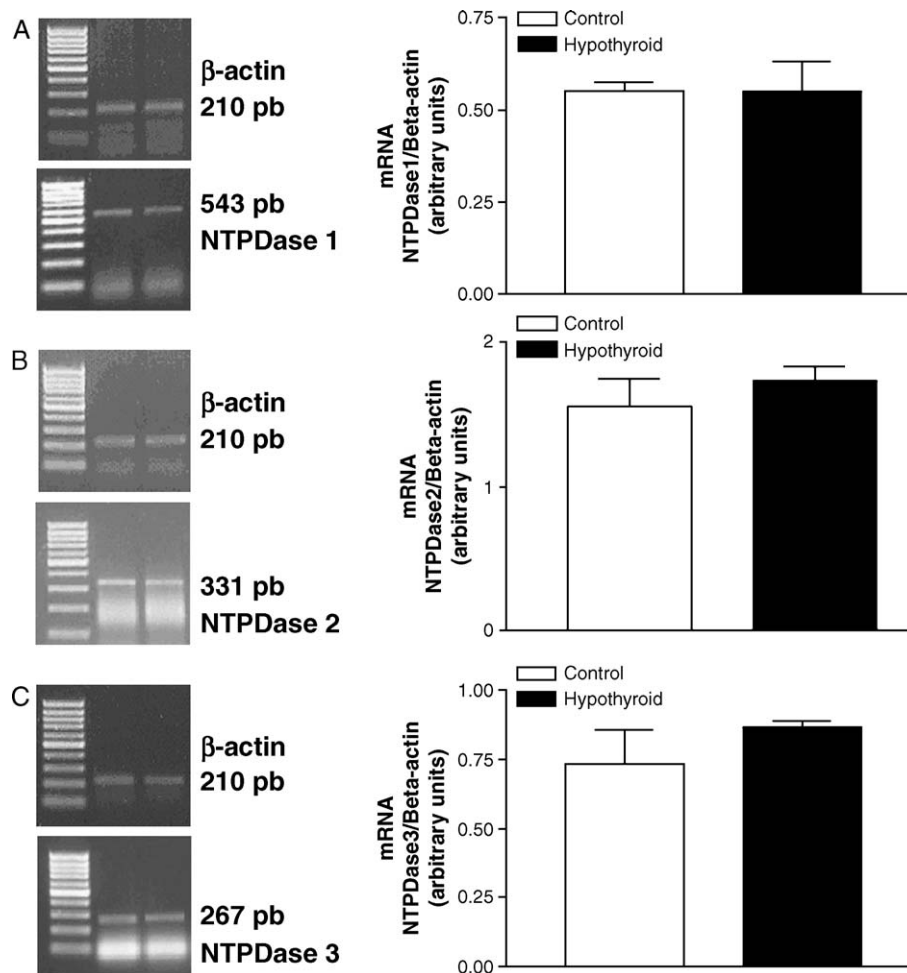 A
β-actin
210 pb
543 pb
NTPDase 1
Control
Hypothyroid
mRNA
NTPDase1/Beta-actin
(arbitrary units)
0.75
0.50
0.25
0.00
B
β-actin
210 pb
331 pb
NTPDase 2
Control
Hypothyroid
mRNA
NTPDase2/Beta-actin
(arbitrary units)
2
1
0
C
β-actin
210 pb
267 pb
NTPDase 3
Control
Hypothyroid
mRNA
NTPDase3/Beta-actin
(arbitrary units)
1.00
0.75
0.50
0.25
0.00